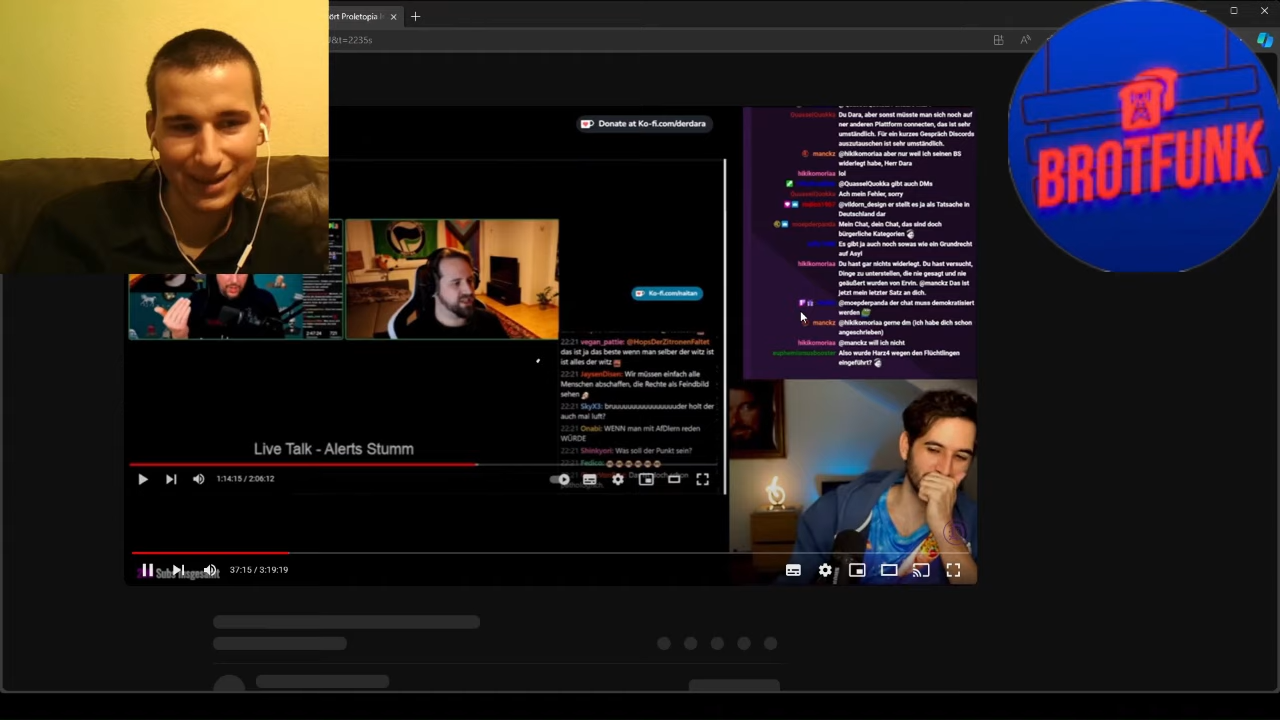 ört Proletopia
&t=2235s
BROTFUNK
Donate at Ko-fi.com/derdara
Du Dara, aber sonst müsste man sich noch auf
ner anderen Plattform connecten, das ist sehr
umständlich. Für ein kurzes Gespräch Discords
auszutauschen ist sehr umständlich.
manckz @hikikomoriaa aber nur weil ich seinen BS
widerlegt habe, Herr Dara
hikikomoriaa lol
@QuasselQuokka gibt auch DMs
QuasselQuokka Ach mein Fehler, sorry
@vildorn_design er stellt es ja als Tatsache in
Deutschland dar
moepderpanda Mein Chat, dein Chat, das sind doch
bürgerliche Kategorien
Es gibt ja auch noch sowas wie ein Grundrecht
auf Asyl
hikikomoriaa Du hast gar nichts widerlegt. Du hast versucht,
Dinge zu unterstellen, die nie gesagt und nie
geäußert wurden von Ervin. @manckz Das ist
jetzt mein letzter Satz an dich.
@moepderpanda der chat muss demokratisiert
werden
manckz @hikikomoriaa gerne dm (Ich habe dich schon
angeschrieben)
hikikomoriaa @manckz will ich nicht
Also wurde Harz4 wegen den Flüchtlingen
eingeführt?
Ko-fi.com/haitan
22:21 vegan_pattie: @HopsDerZitronenFaltet
das ist ja das beste wenn man selber der witz ist
ist alles der witz
22:21 JaysenDisen: Wir müssen einfach alle
Menschen abschaffen, die Rechte als Feindbild
sehen
22:21 SkyX3: bruuuuuuuuuuuuuuder holt der
auch mal luft?
22:21 Onabi: WENN man mit AfDlern reden
WÜRDE
22:21 Shinkyori: Was soll der Punkt sein?
22:21
Live Talk - Alerts Stumm
1:14:15 / 2:06:12
Subs Insgesamt
37:15 / 3:19:19